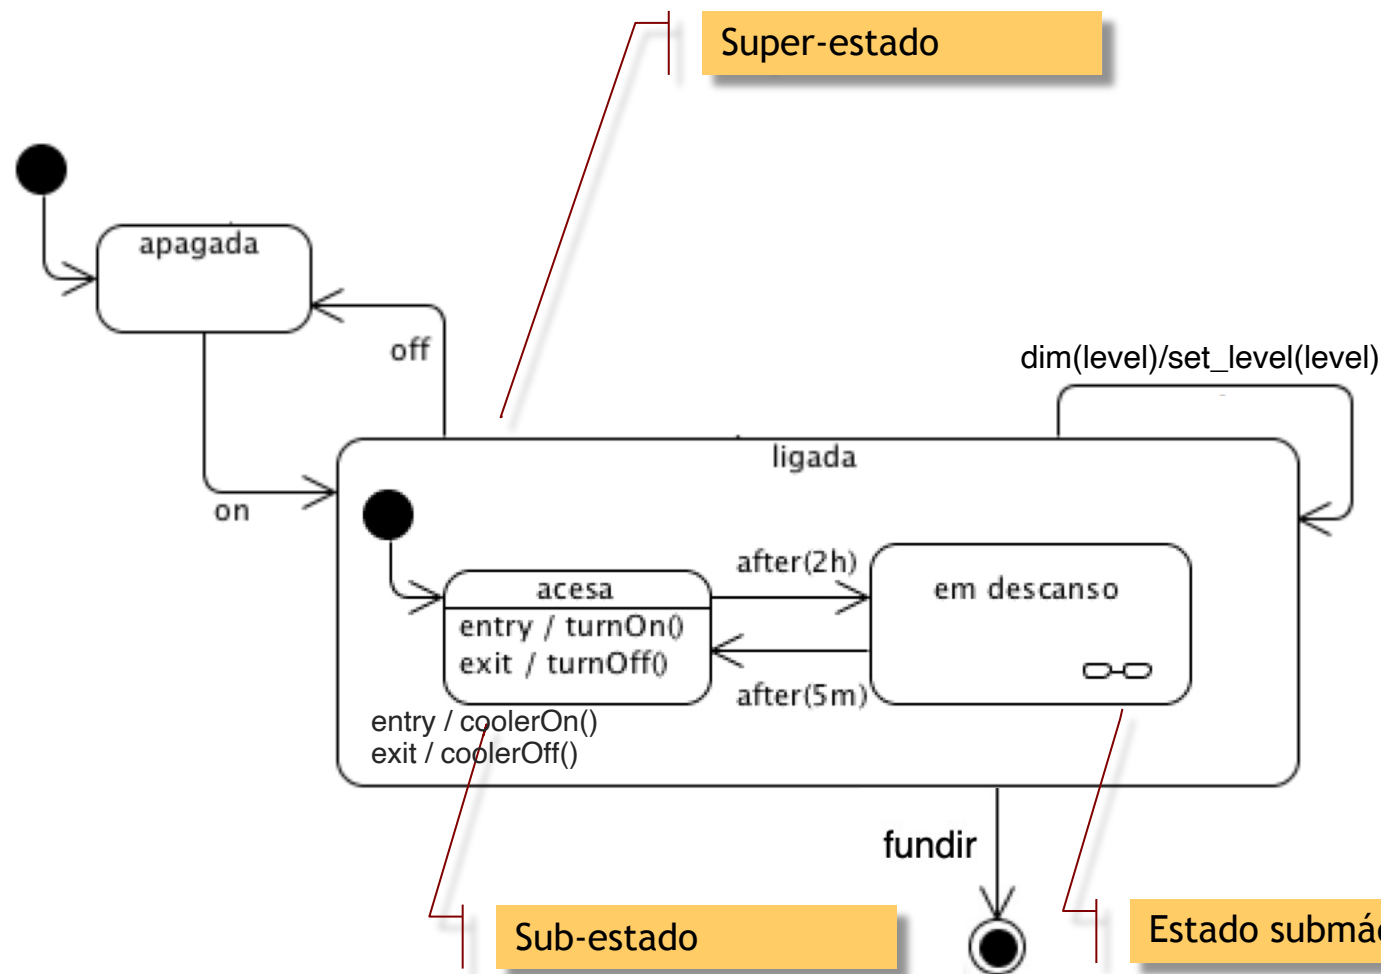 Super-estado
apagada
off
dim(level)/set_level(level)
ligada
on
after(2h)
em descanso
acesa
entry / turnOn()
exit / turnOff()
after(5m)
entry / coolerOn()
exit / coolerOff()
fundir
Sub-estado
Estado